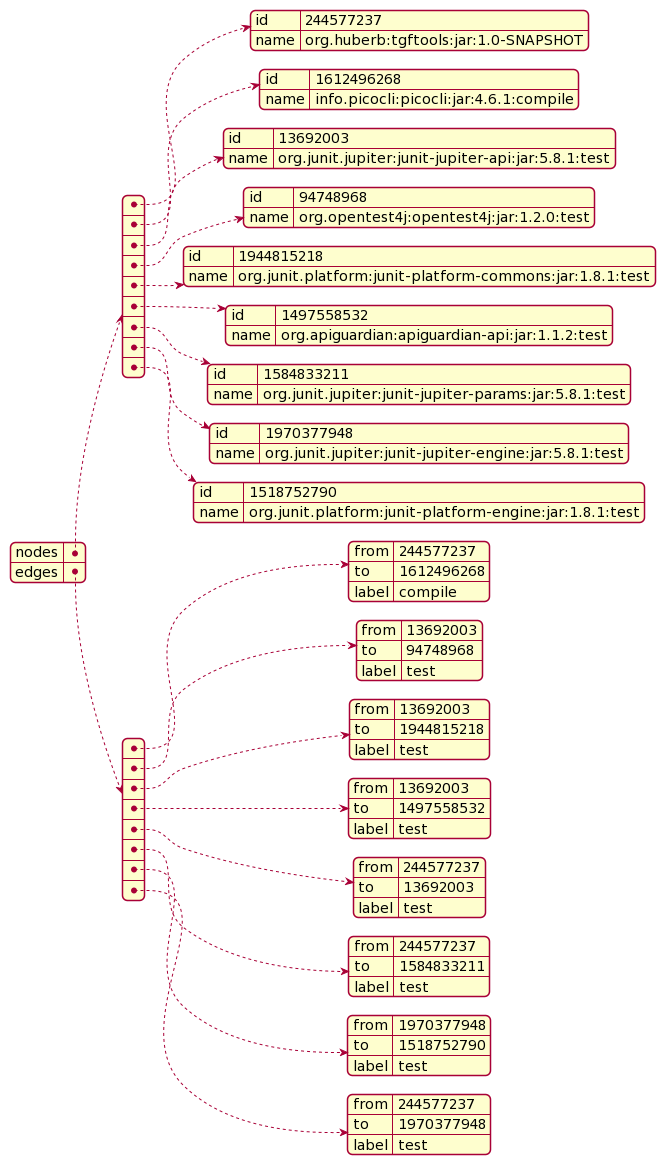 id 244577237
name org.huberb:tgftools:jar:1.0-SNAPSHOT
id 1612496268
name info.picocli:picocli:jar:4.6.1:compile
id 13692003
name org.junit.jupiter:junit-jupiter-api:jar:5.8.1:test
id 94748968
name org.opentest4j:opentest4j:jar:1.2.0:test
id 1944815218
name org.junit.platform:junit-platform-commons:jar:1.8.1:test
id 1497558532
name org.apiguardian:apiguardian-api:jar:1.1.2:test
id 1584833211
name org.junit.jupiter:junit-jupiter-params:jar:5.8.1:test
id 1970377948
name org.junit.jupiter:junit-jupiter-engine:jar:5.8.1:test
id 1518752790
name org.junit.platform:junit-platform-engine:jar:1.8.1:test
nodes
edges
from 244577237
to 1612496268
label compile
from 13692003
to 94748968
label test
from 13692003
to 1944815218
label test
from 13692003
to 1497558532
label test
from 244577237
to 13692003
label test
from 244577237
to 1584833211
label test
from 1970377948
to 1518752790
label test
from 244577237
to 1970377948
label test